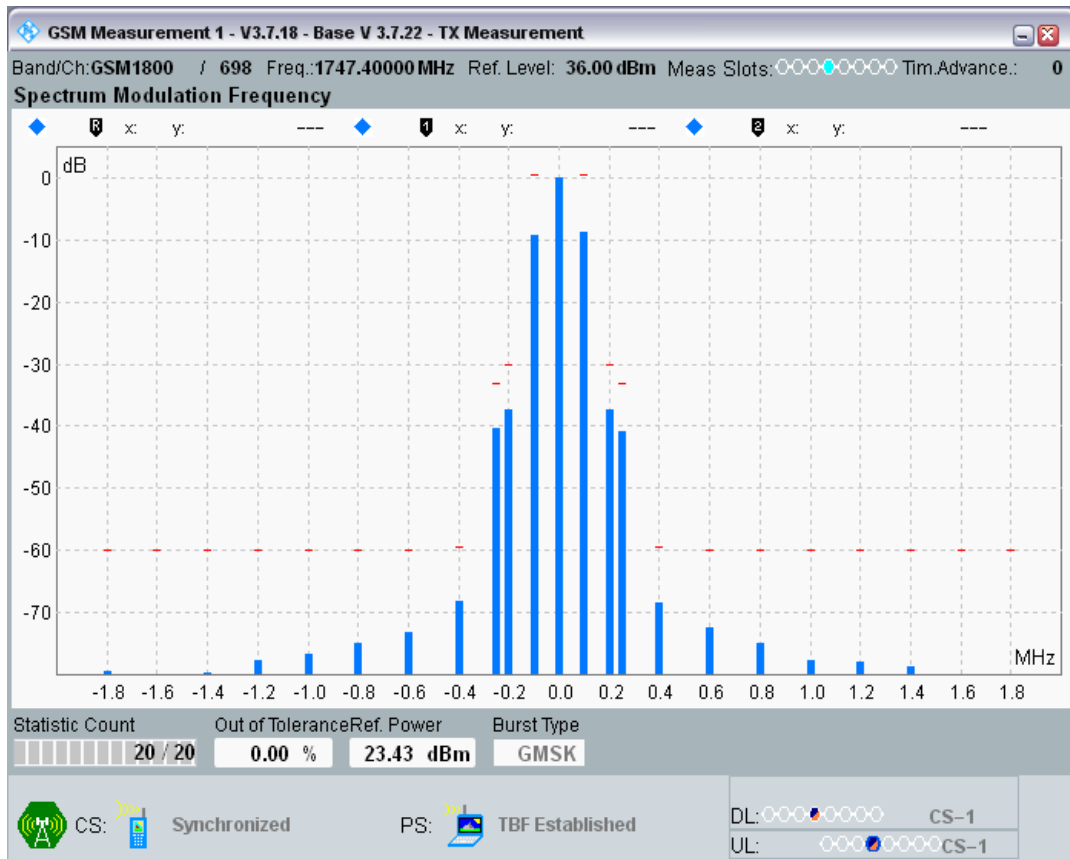 GSM Measurement 1 - V3.7.18 - Base V 3.7.22 - TX Measurement
Band/Ch:GSM1800 / 698 Freq.:1747.40000 MHz Ref. Level: 36.00 dBm Meas Slots: Tim.Advance.: 0
Spectrum Modulation Frequency
R x: y: --- 1 x: y: --- 2 x: y: ---
dB
0
-10
-20
-30
-40
-50
-60
-70
MHz
-1.8 -1.6 -1.4 -1.2 -1.0 -0.8 -0.6 -0.4 -0.2 0.0 0.2 0.4 0.6 0.8 1.0 1.2 1.4 1.6 1.8
Statistic Count Out of Tolerance Ref. Power Burst Type
20 / 20 0.00 % 23.43 dBm GMSK
CS: Synchronized PS: TBF Established
DL: CS-1
UL: CS-1